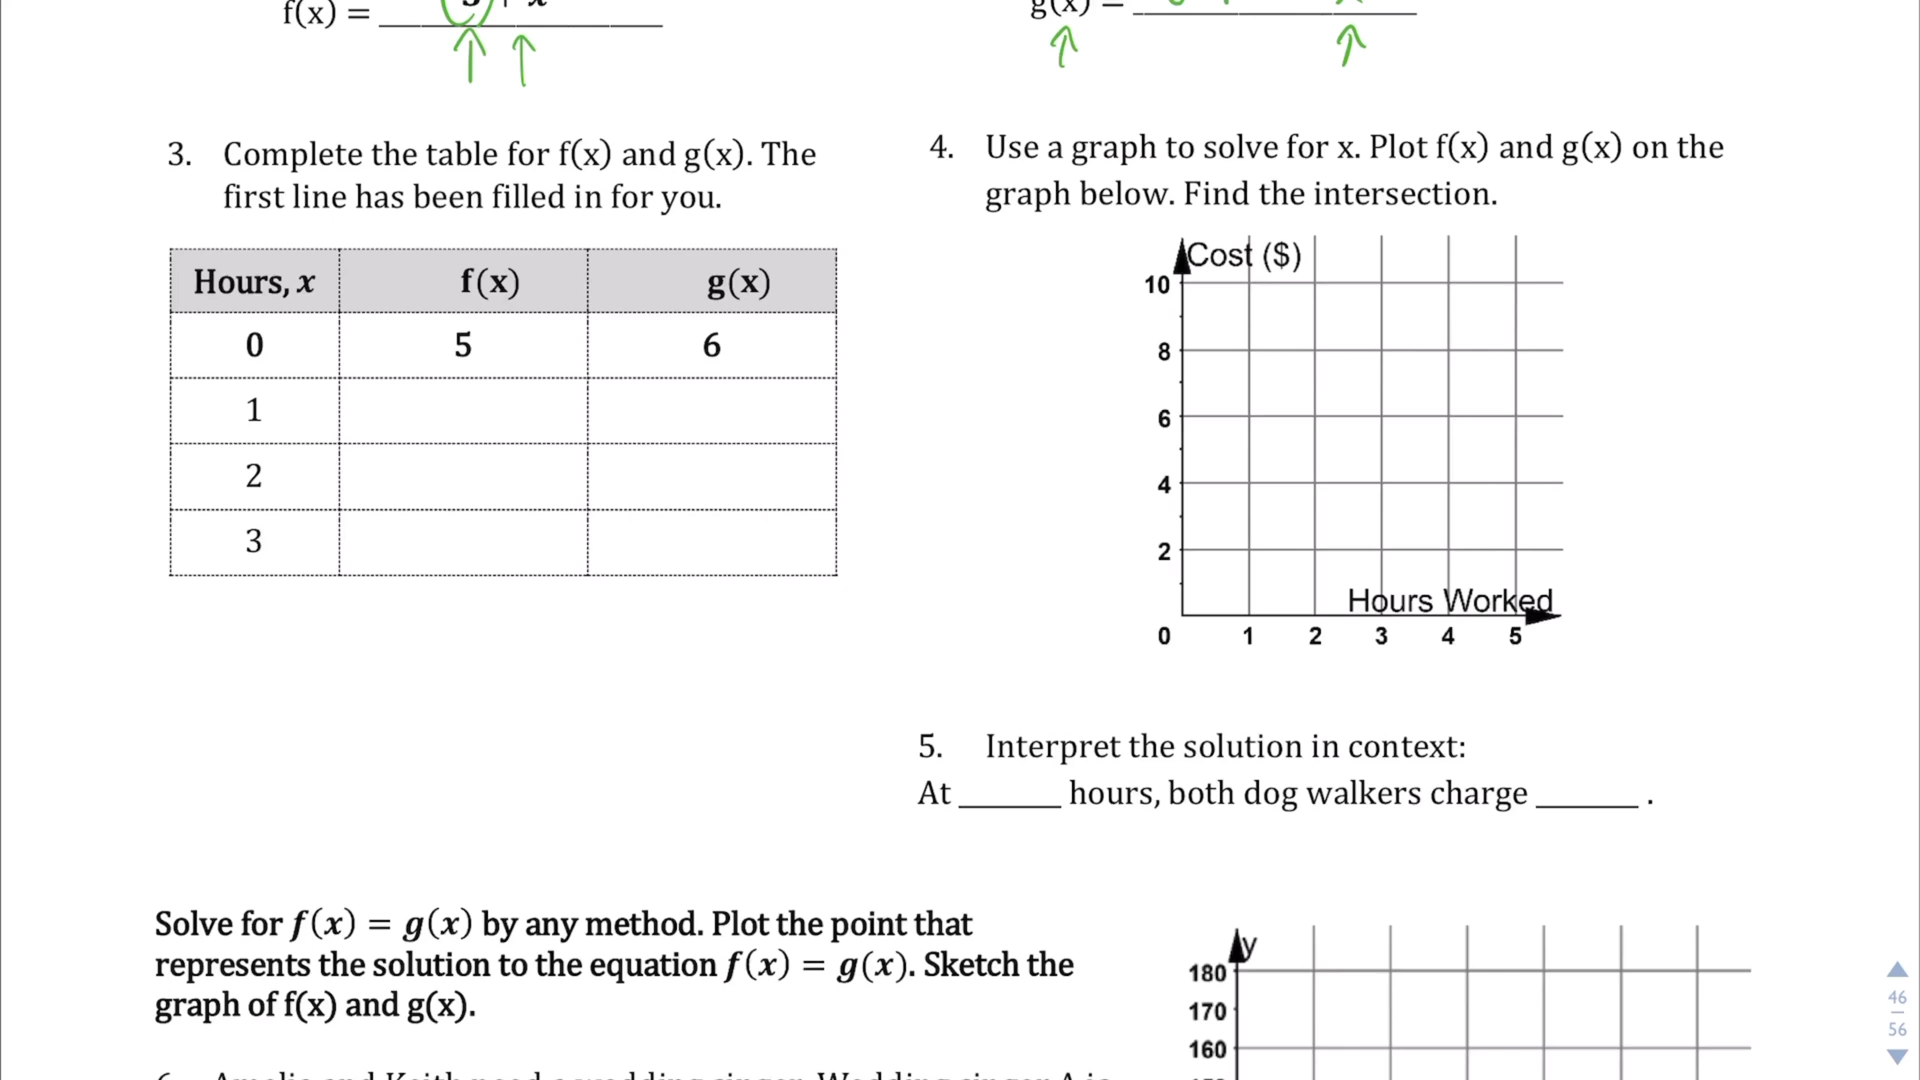 f(x) =
g(x) =
3. Complete the table for f(x) and g(x). The
first line has been filled in for you.
Hours, x f(x) g(x)
0 5 6
1
2
3
4. Use a graph to solve for x. Plot f(x) and g(x) on the
graph below. Find the intersection.
Cost ($)
10
8
6
4
2
Hours Worked
0 1 2 3 4 5
5. Interpret the solution in context:
At ______ hours, both dog walkers charge ______ .
Solve for f(x) = g(x) by any method. Plot the point that
represents the solution to the equation f(x) = g(x). Sketch the
graph of f(x) and g(x).
y
180
170
160
46
56